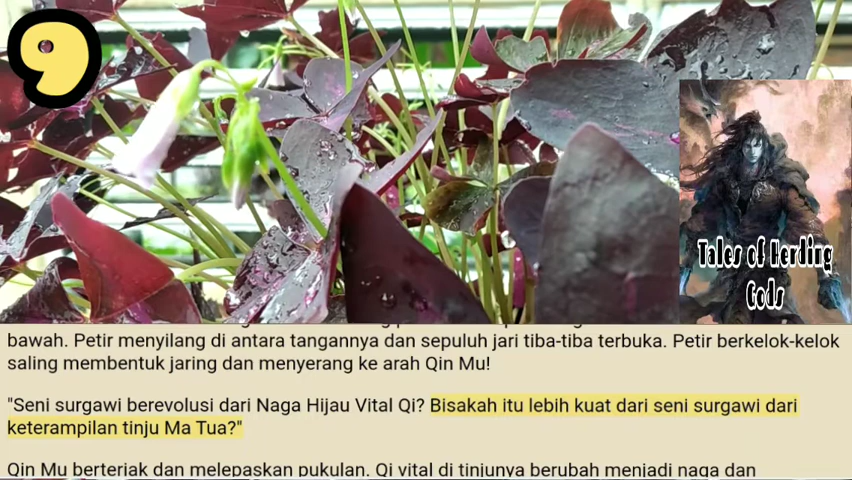 9
Tales of Herding
Gods
bawah. Petir menyilang di antara tangannya dan sepuluh jari tiba-tiba terbuka. Petir berkelok-kelok
saling membentuk jaring dan menyerang ke arah Qin Mu!
"Seni surgawi berevolusi dari Naga Hijau Vital Qi? Bisakah itu lebih kuat dari seni surgawi dari
keterampilan tinju Ma Tua?"
Qin Mu berteriak dan melepaskan pukulan. Qi vital di tinjunya berubah menjadi naga dan